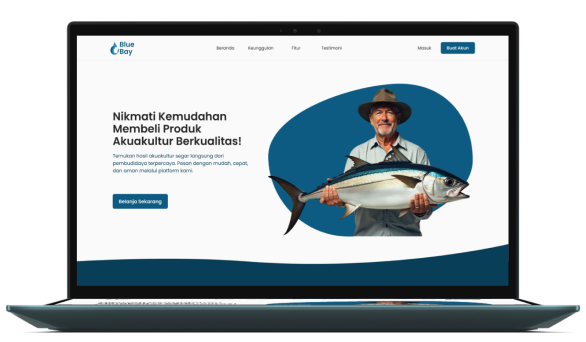 Blue
Bay
Beranda Keunggulan Fitur Testimoni Masuk Buat Akun
Nikmati Kemudahan
Membeli Produk
Akuakultur Berkualitas!
Temukan hasil akuakultur segar langsung dari
pembudidaya terpercaya. Pesan dengan mudah, cepat,
dan aman melalui platform kami.
Belanja Sekarang